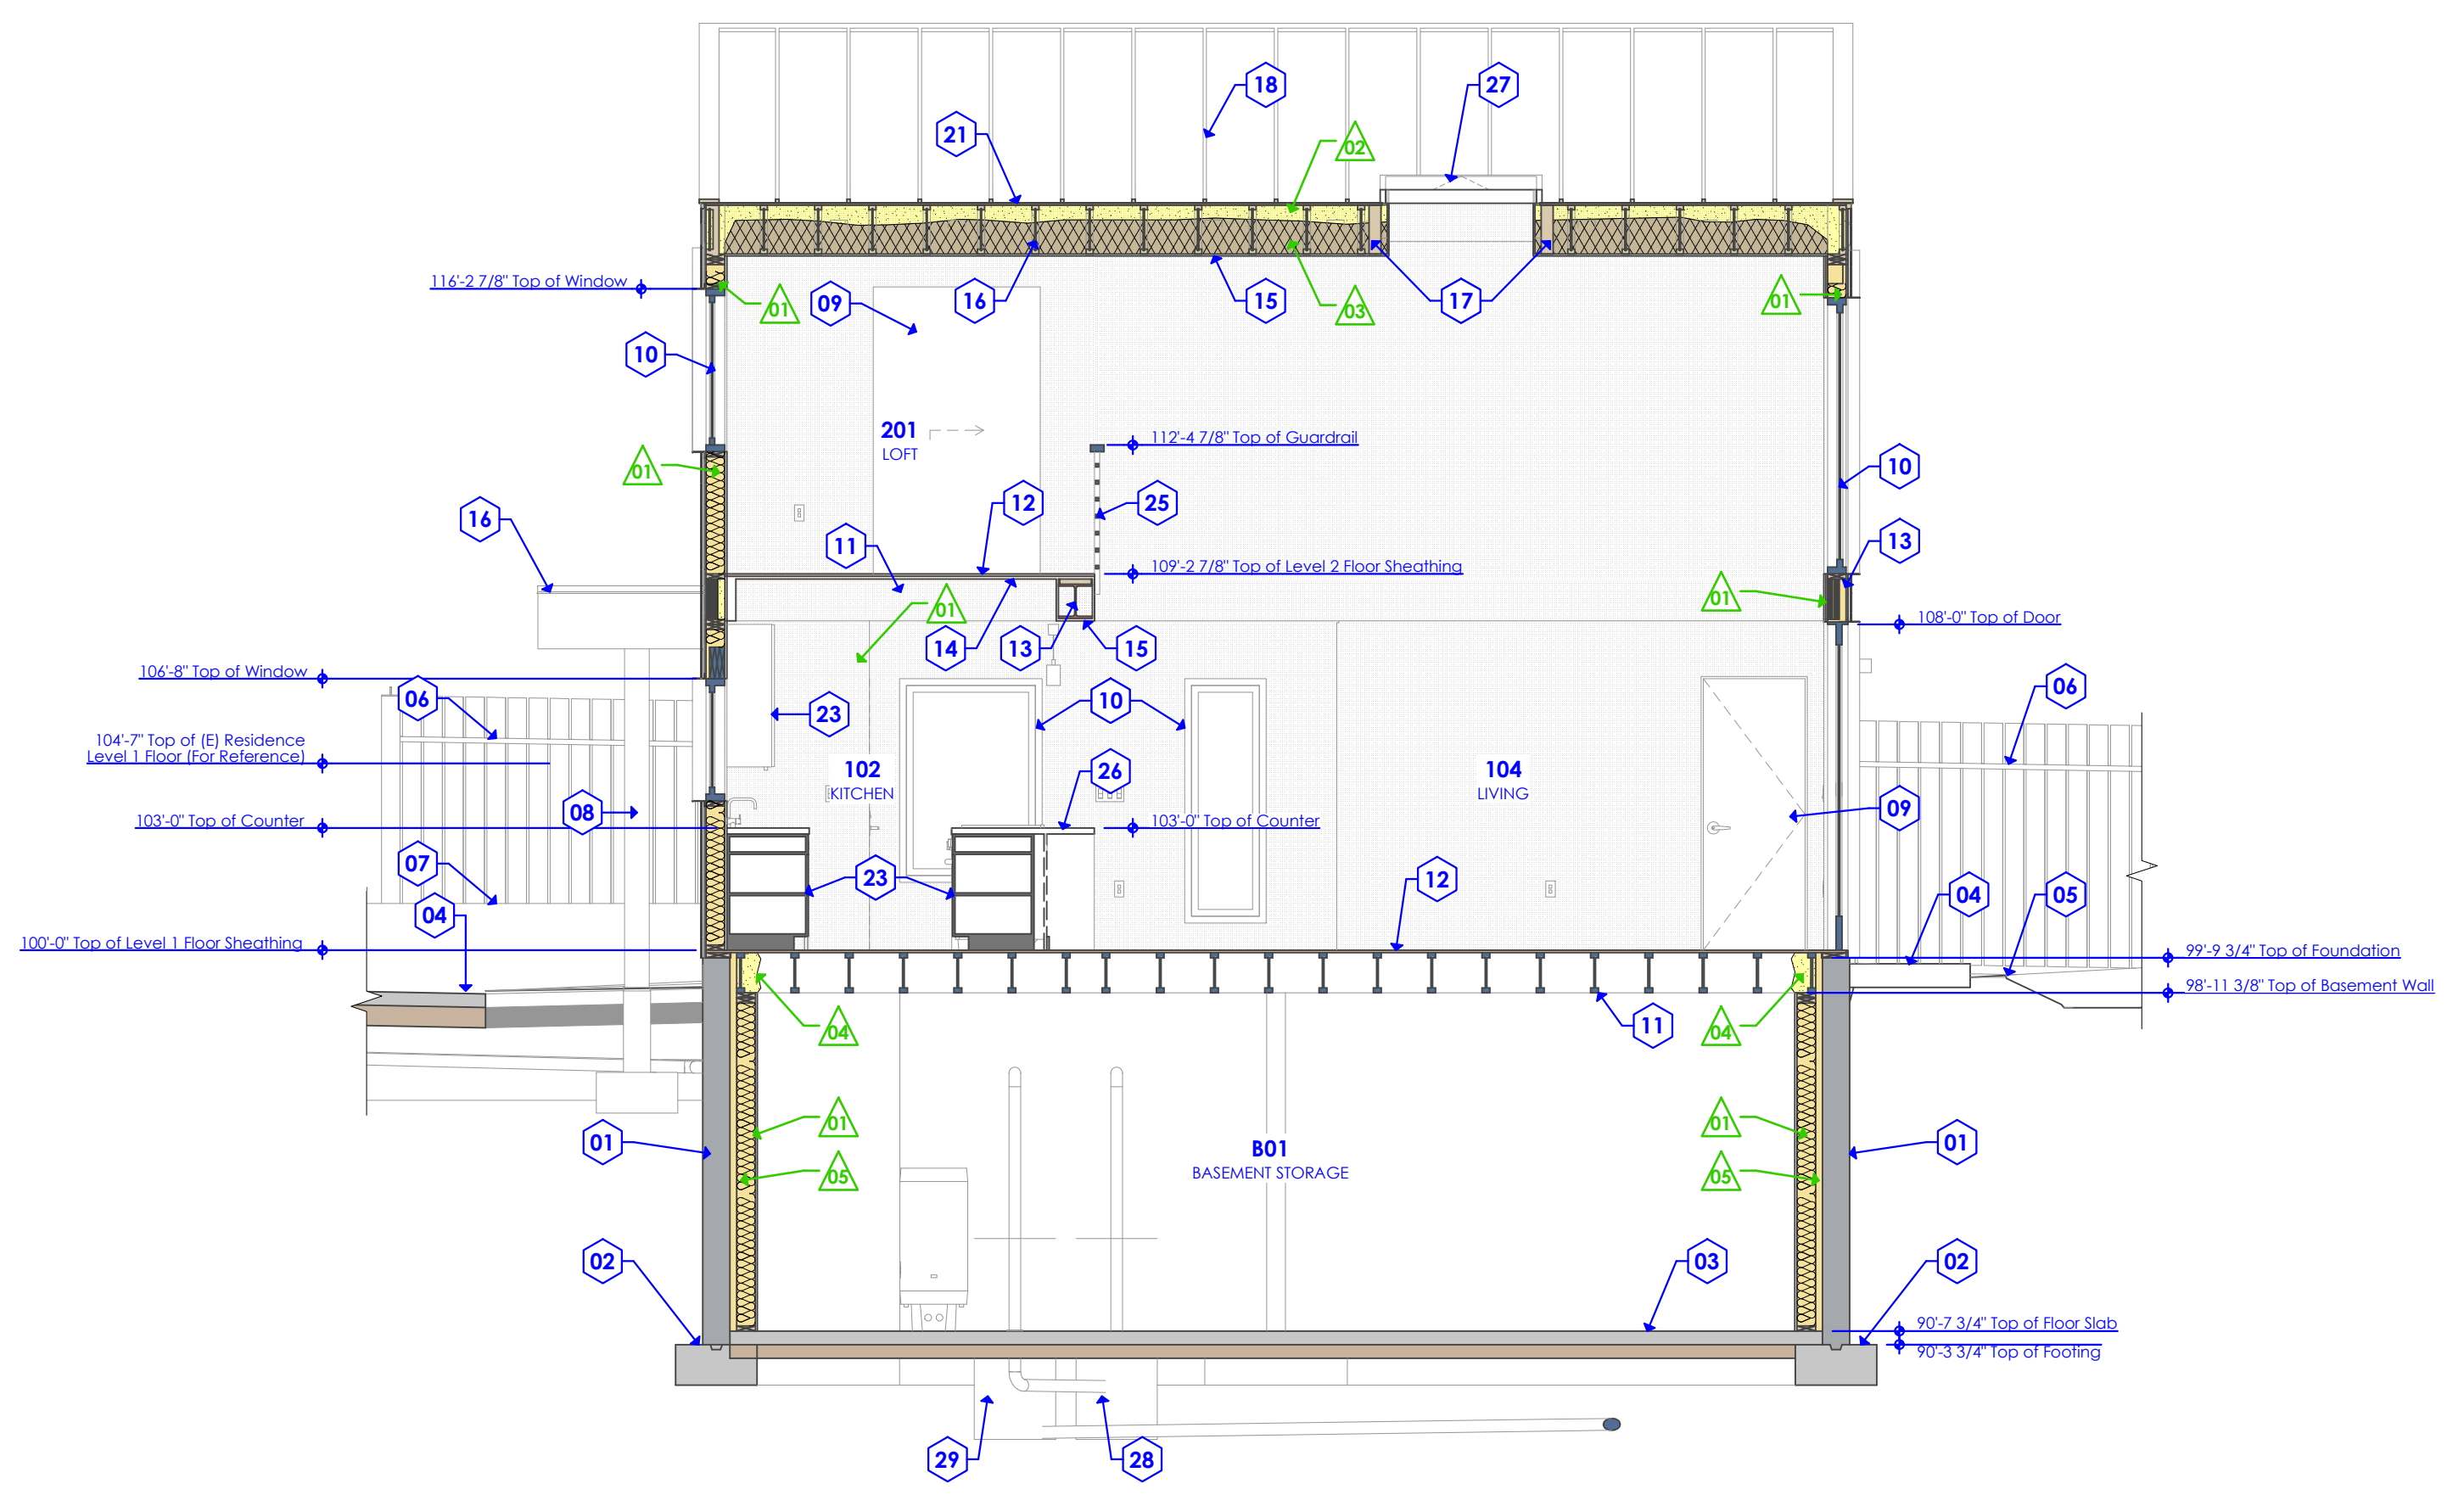 18
27
21
02
116'-2 7/8" Top of Window
01
09
16
15
03
17
01
10
201
LOFT
112'-4 7/8" Top of Guardrail
01
10
16
12
25
11
13
109'-2 7/8" Top of Level 2 Floor Sheathing
01
01
14
13
15
108'-0" Top of Door
106'-8" Top of Window
06
23
10
06
104'-7" Top of (E) Residence
Level 1 Floor (For Reference)
102
KITCHEN
26
104
LIVING
08
09
103'-0" Top of Counter
103'-0" Top of Counter
07
23
12
04
05
04
100'-0" Top of Level 1 Floor Sheathing
99'-9 3/4" Top of Foundation
98'-11 3/8" Top of Basement Wall
04
11
04
01
01
01
01
B01
BASEMENT STORAGE
05
05
02
03
02
90'-7 3/4" Top of Floor Slab
90'-3 3/4" Top of Footing
29
28